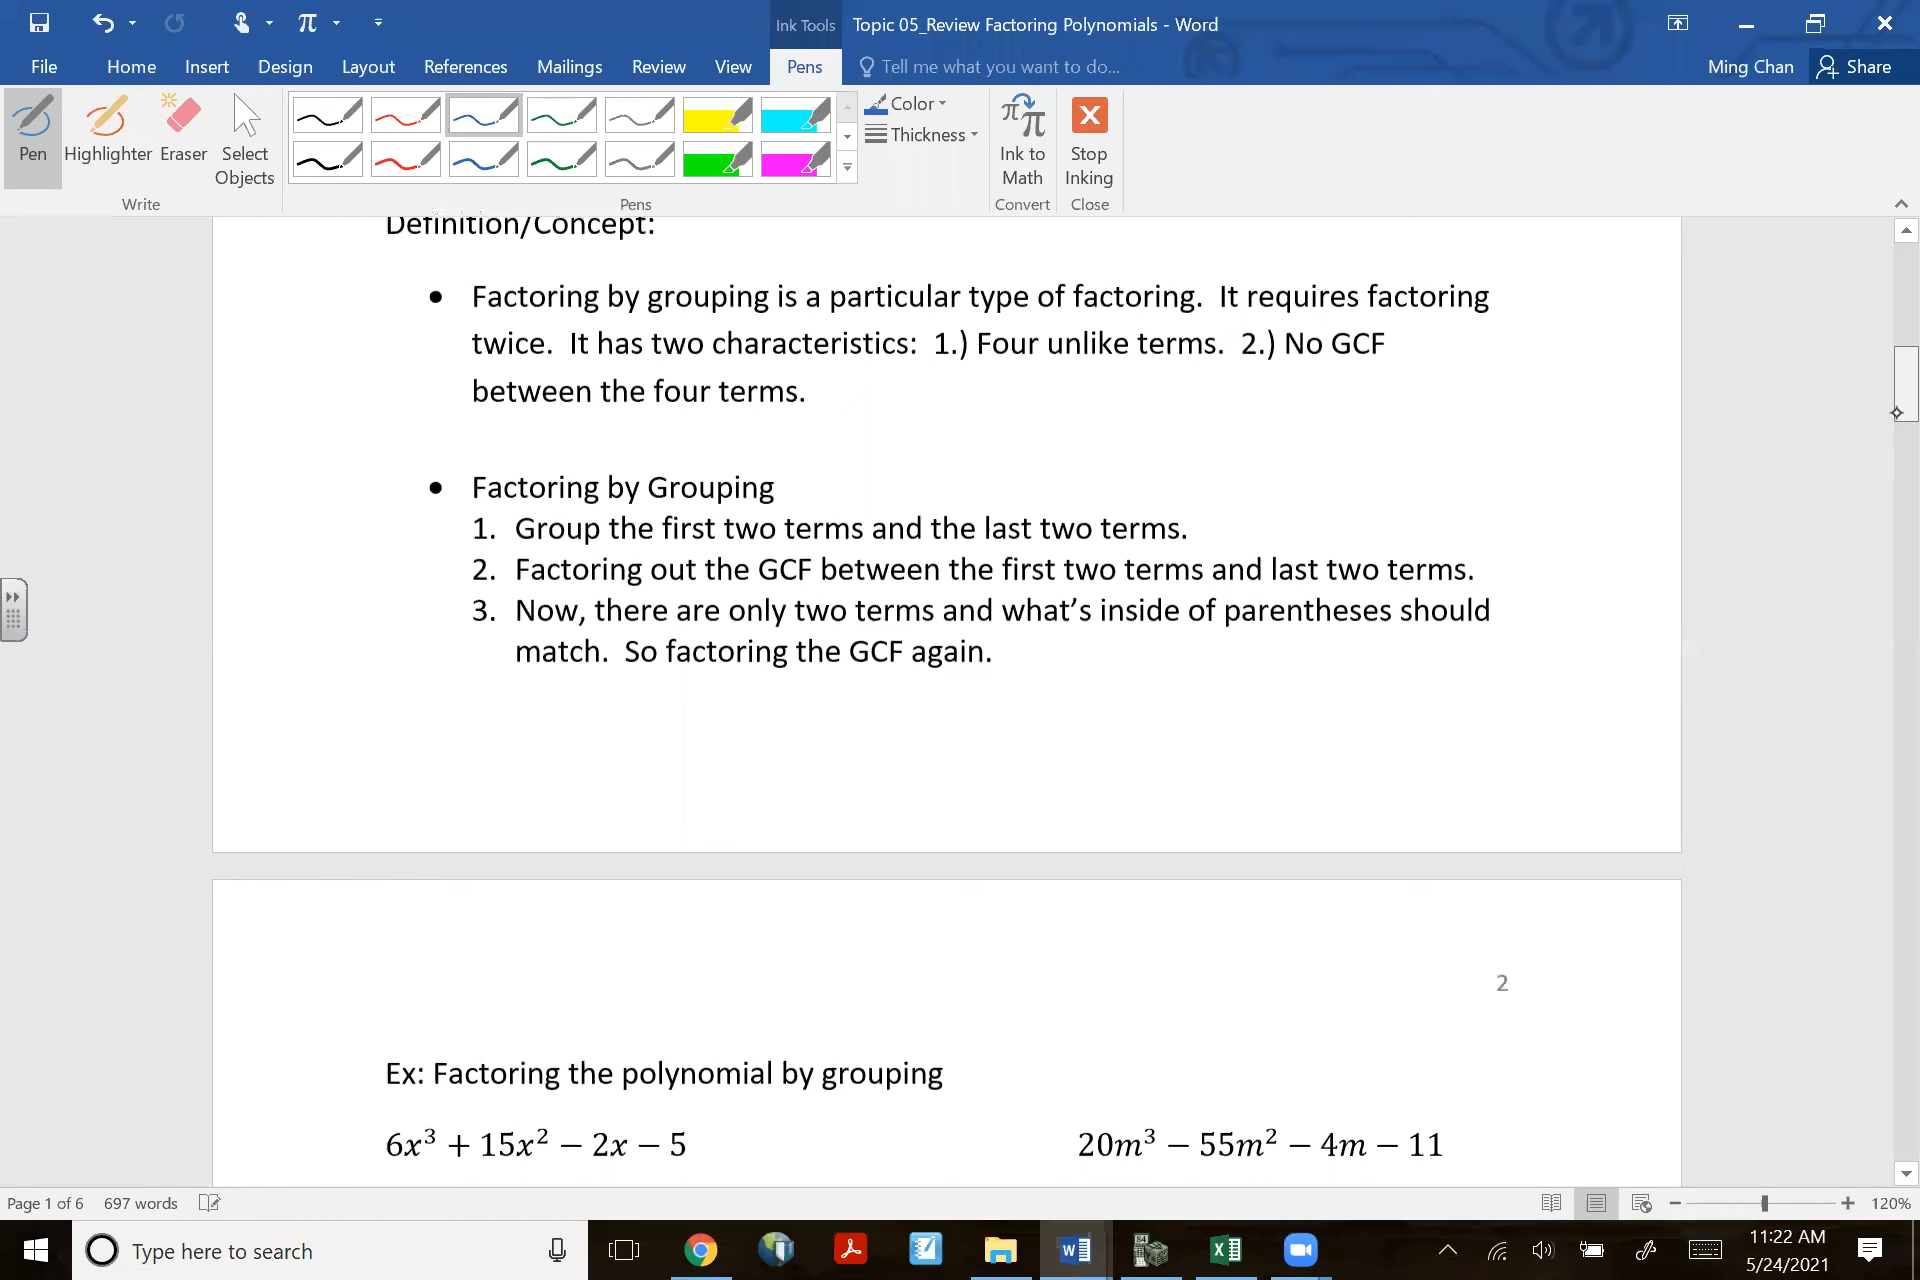 Ink Tools
Topic 05_Review Factoring Polynomials - Word
File Home Insert Design Layout References Mailings Review View Pens Tell me what you want to do... Ming Chan Share
Pen Highlighter Eraser Select Objects
Color
Thickness
Ink to Math
Stop Inking
Write Pens Convert Close
Definition/Concept:
• Factoring by grouping is a particular type of factoring. It requires factoring
twice. It has two characteristics: 1.) Four unlike terms. 2.) No GCF
between the four terms.
• Factoring by Grouping
1. Group the first two terms and the last two terms.
2. Factoring out the GCF between the first two terms and last two terms.
3. Now, there are only two terms and what’s inside of parentheses should
match. So factoring the GCF again.
2
Ex: Factoring the polynomial by grouping
6x³ + 15x² − 2x − 5 20m³ − 55m² − 4m − 11
Page 1 of 6 697 words 120%
Type here to search
11:22 AM
5/24/2021